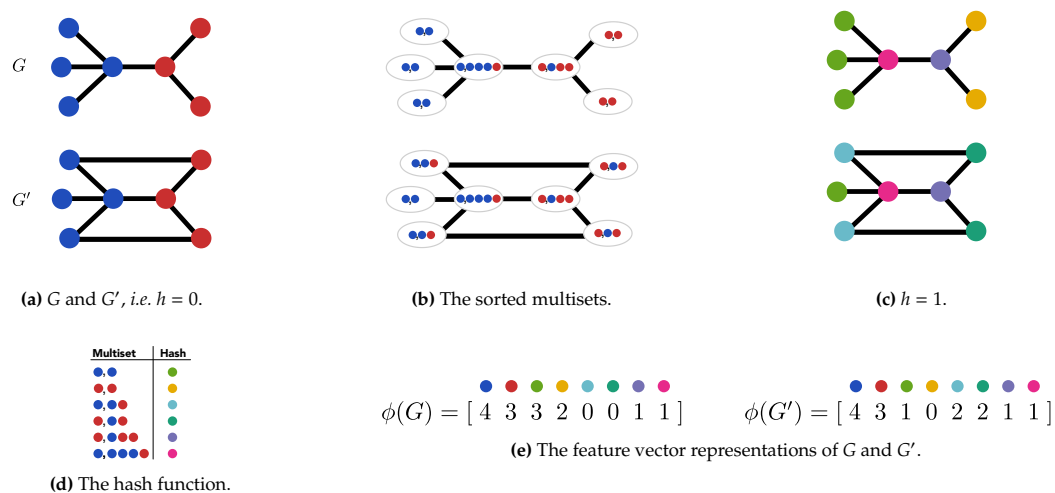 G
G′
(a) G and G′, i.e. h = 0.
(b) The sorted multisets.
(c) h = 1.
Multiset Hash
,
,
,
,
,
,
(d) The hash function.
ϕ(G) = [ 4 3 3 2 0 0 1 1 ]
ϕ(G′) = [ 4 3 1 0 2 2 1 1 ]
(e) The feature vector representations of G and G′.